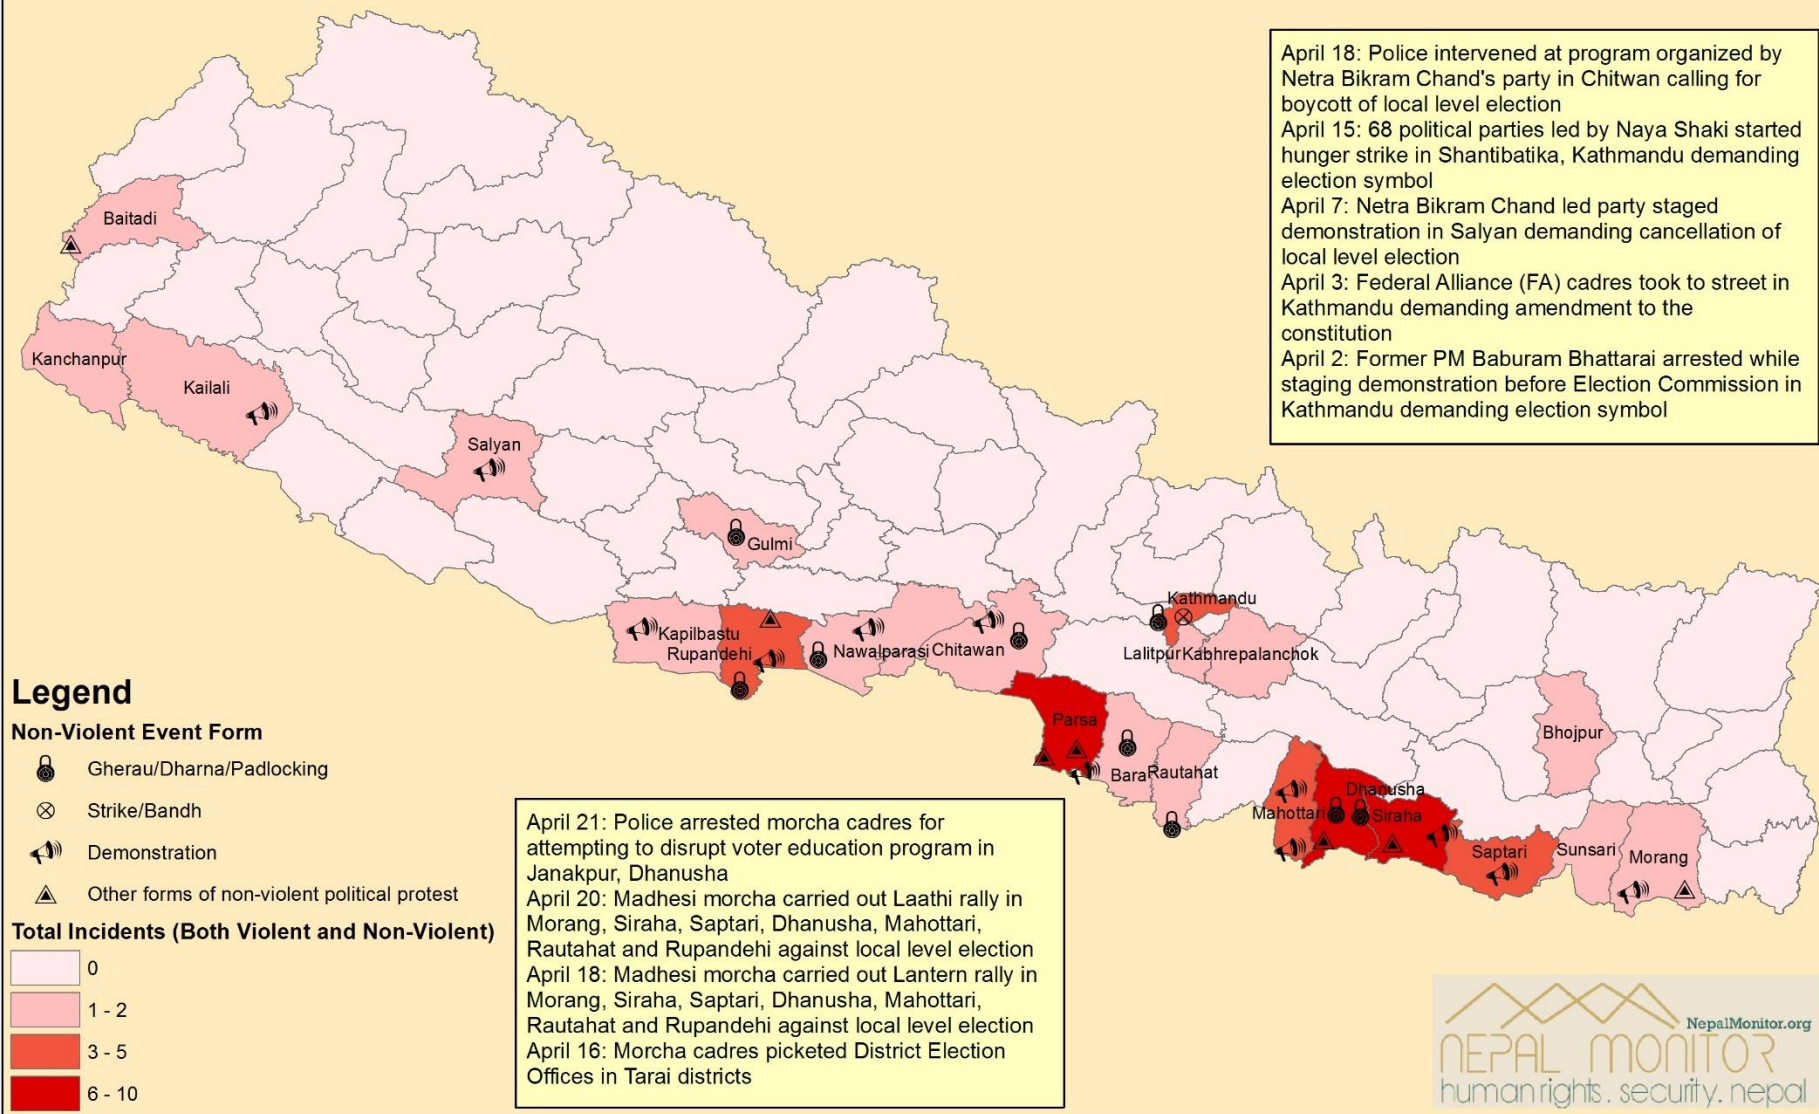 April 18: Police intervened at program organized by
Netra Bikram Chand's party in Chitwan calling for
boycott of local level election
April 15: 68 political parties led by Naya Shaki started
hunger strike in Shantibatika, Kathmandu demanding
election symbol
April 7: Netra Bikram Chand led party staged
demonstration in Salyan demanding cancellation of
local level election
April 3: Federal Alliance (FA) cadres took to street in
Kathmandu demanding amendment to the
constitution
April 2: Former PM Baburam Bhattarai arrested while
staging demonstration before Election Commission in
Kathmandu demanding election symbol
Baitadi
Kanchanpur
Kailali
Salyan
Gulmi
Kapilbastu
Rupandehi
Nawalparasi
Chitawan
Kathmandu
Lalitpur
Kabhrepalanchok
Parsa
Bara
Rautahat
Mahottari
Dhanusha
Siraha
Saptari
Sunsari
Morang
Bhojpur
Legend
Non-Violent Event Form
Gherau/Dharna/Padlocking
Strike/Bandh
Demonstration
Other forms of non-violent political protest
Total Incidents (Both Violent and Non-Violent)
0
1 - 2
3 - 5
6 - 10
April 21: Police arrested morcha cadres for
attempting to disrupt voter education program in
Janakpur, Dhanusha
April 20: Madhesi morcha carried out Laathi rally in
Morang, Siraha, Saptari, Dhanusha, Mahottari,
Rautahat and Rupandehi against local level election
April 18: Madhesi morcha carried out Lantern rally in
Morang, Siraha, Saptari, Dhanusha, Mahottari,
Rautahat and Rupandehi against local level election
April 16: Morcha cadres picketed District Election
Offices in Tarai districts
NepalMonitor.org
NEPAL MONITOR
human rights. security. nepal